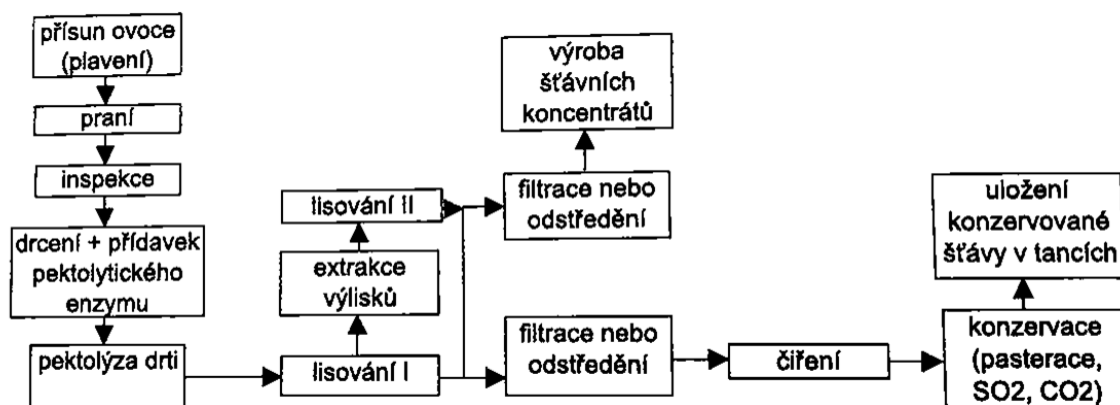 přísun ovoce
(plavení)
praní
inspekce
drcení + přídavek
pektolytického
enzymu
pektolýza drti
lisování I
extrakce
výlisků
lisování II
filtrace nebo
odstředění
výroba
šťávních
koncentrátů
filtrace nebo
odstředění
čiření
konzervace
(pasterace,
SO2, CO2)
uložení
konzervované
šťávy v tancích